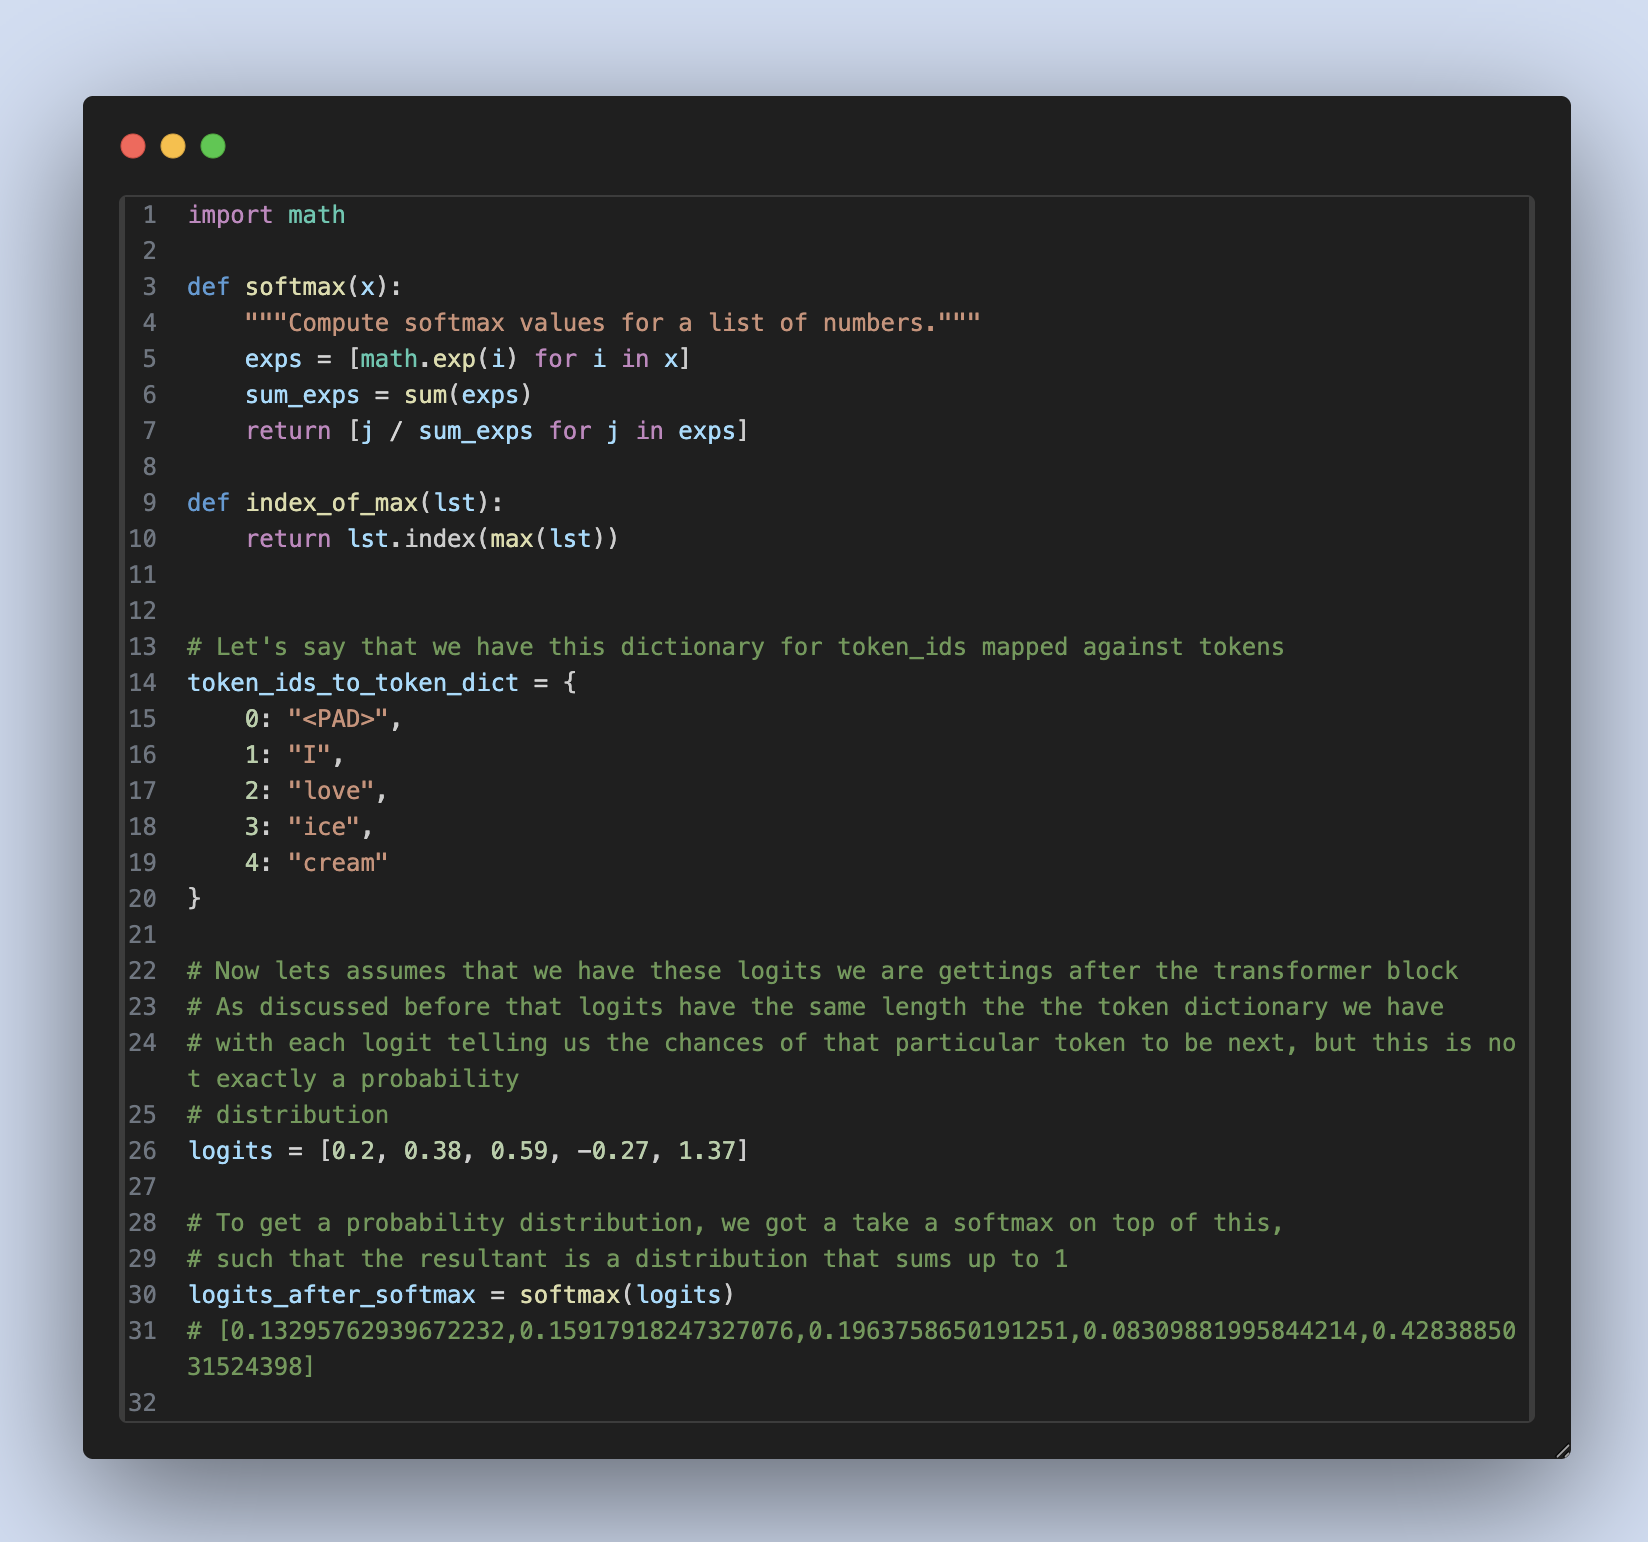 1 import math
2
3 def softmax(x):
4     """Compute softmax values for a list of numbers."""
5     exps = [math.exp(i) for i in x]
6     sum_exps = sum(exps)
7     return [j / sum_exps for j in exps]
8
9 def index_of_max(lst):
10     return lst.index(max(lst))
11
12
13 # Let's say that we have this dictionary for token_ids mapped against tokens
14 token_ids_to_token_dict = {
15     0: "<PAD>",
16     1: "I",
17     2: "love",
18     3: "ice",
19     4: "cream"
20 }
21
22 # Now lets assumes that we have these logits we are gettings after the transformer block
23 # As discussed before that logits have the same length the the token dictionary we have
24 # with each logit telling us the chances of that particular token to be next, but this is no
t exactly a probability
25 # distribution
26 logits = [0.2, 0.38, 0.59, −0.27, 1.37]
27
28 # To get a probability distribution, we got a take a softmax on top of this,
29 # such that the resultant is a distribution that sums up to 1
30 logits_after_softmax = softmax(logits)
31 # [0.13295762939672232,0.15917918247327076,0.1963758650191251,0.08309881995844214,0.42838850
31524398]
32